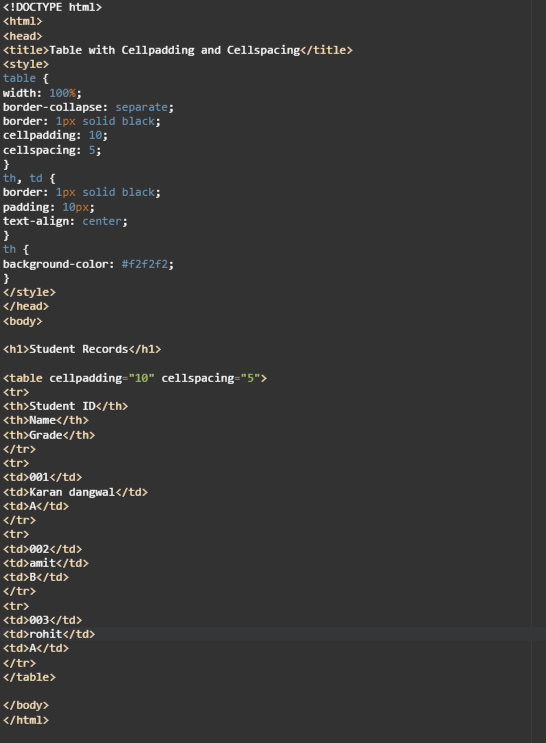 <!DOCTYPE html>
<html>
<head>
<title>Table with Cellpadding and Cellspacing</title>
<style>
table {
width: 100%;
border-collapse: separate;
border: 1px solid black;
cellpadding: 10;
cellspacing: 5;
}
th, td {
border: 1px solid black;
padding: 10px;
text-align: center;
}
th {
background-color: #f2f2f2;
}
</style>
</head>
<body>
<h1>Student Records</h1>
<table cellpadding="10" cellspacing="5">
<tr>
<th>Student ID</th>
<th>Name</th>
<th>Grade</th>
</tr>
<tr>
<td>001</td>
<td>Karan dangwal</td>
<td>A</td>
</tr>
<tr>
<td>002</td>
<td>amit</td>
<td>B</td>
</tr>
<tr>
<td>003</td>
<td>rohit</td>
<td>A</td>
</tr>
</table>
</body>
</html>